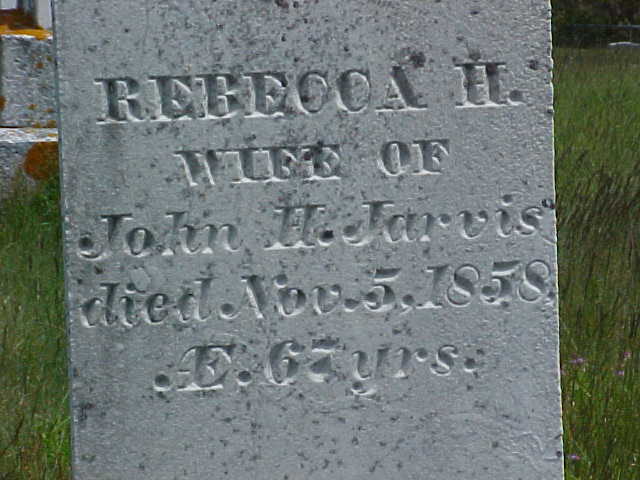 REBECCA H.
WIFE OF
John H. Jarvis
died Nov. 5, 1858,
Æ. 67 yrs.